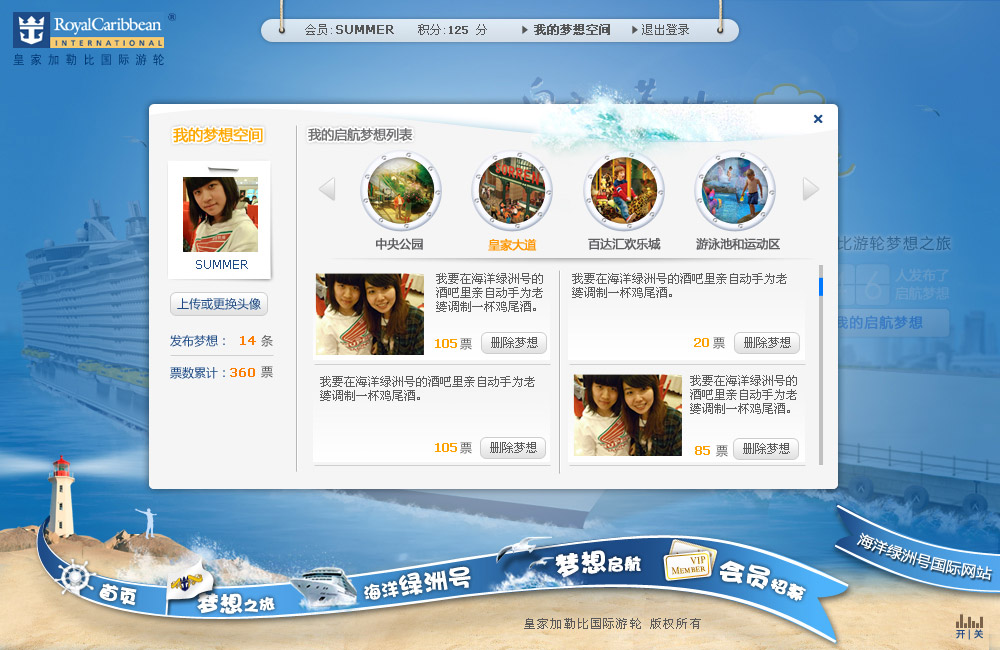 RoyalCaribbean ®
INTERNATIONAL
皇家加勒比国际游轮
会员:SUMMER 积分:125 分 我的梦想空间 退出登录
我的梦想空间
SUMMER
上传或更换头像
发布梦想： 14 条
票数累计：360 票
我的启航梦想列表
中央公园 皇家大道 百达汇欢乐城 游泳池和运动区
我要在海洋绿洲号的
酒吧里亲自动手为老
婆调制一杯鸡尾酒。
105 票 删除梦想
我要在海洋绿洲号的酒吧里亲自动手为老
婆调制一杯鸡尾酒。
20 票 删除梦想
我要在海洋绿洲号的酒吧里亲自动手为老
婆调制一杯鸡尾酒。
105 票 删除梦想
我要在海洋绿洲号的
酒吧里亲自动手为老
婆调制一杯鸡尾酒。
85 票 删除梦想
比游轮梦想之旅
人发布了
启航梦想
我的启航梦想
首页
梦想之旅
海洋绿洲号
梦想启航
VIP
MEMBER
会员招募
海洋绿洲号国际网站
皇家加勒比国际游轮 版权所有
开|关